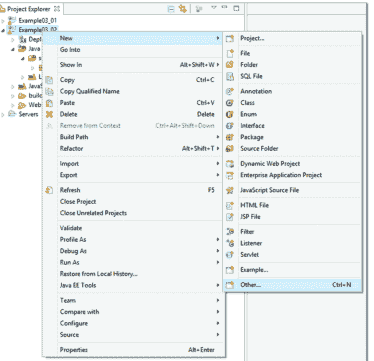 Project Explorer
Example03_01
Example03_02
New
Go Into
Show In Alt+Shift+W
Copy Ctrl+C
Copy Qualified Name
Paste Ctrl+V
Delete Delete
Remove from Context Ctrl+Alt+Shift+Down
Build Path
Refactor Alt+Shift+T
Import
Export
Refresh F5
Close Project
Close Unrelated Projects
Validate
Profile As
Debug As
Run As
Restore from Local History...
Java EE Tools
Team
Compare with
Configure
Source
Properties Alt+Enter
Depl
Java
s
L
JavaS
build
Web
Servers
Project...
File
Folder
SQL File
Annotation
Class
Enum
Interface
Package
Source Folder
Dynamic Web Project
Enterprise Application Project
JavaScript Source File
HTML File
JSP File
Filter
Listener
Servlet
Example...
Other... Ctrl+N